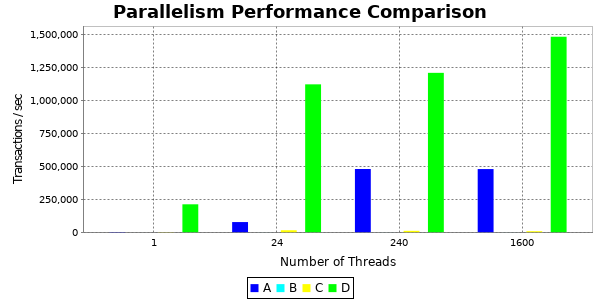 Parallelism Performance Comparison
1,500,000
1,250,000
1,000,000
750,000
500,000
250,000
0
Transactions / sec
1 24 240 1600
Number of Threads
A B C D